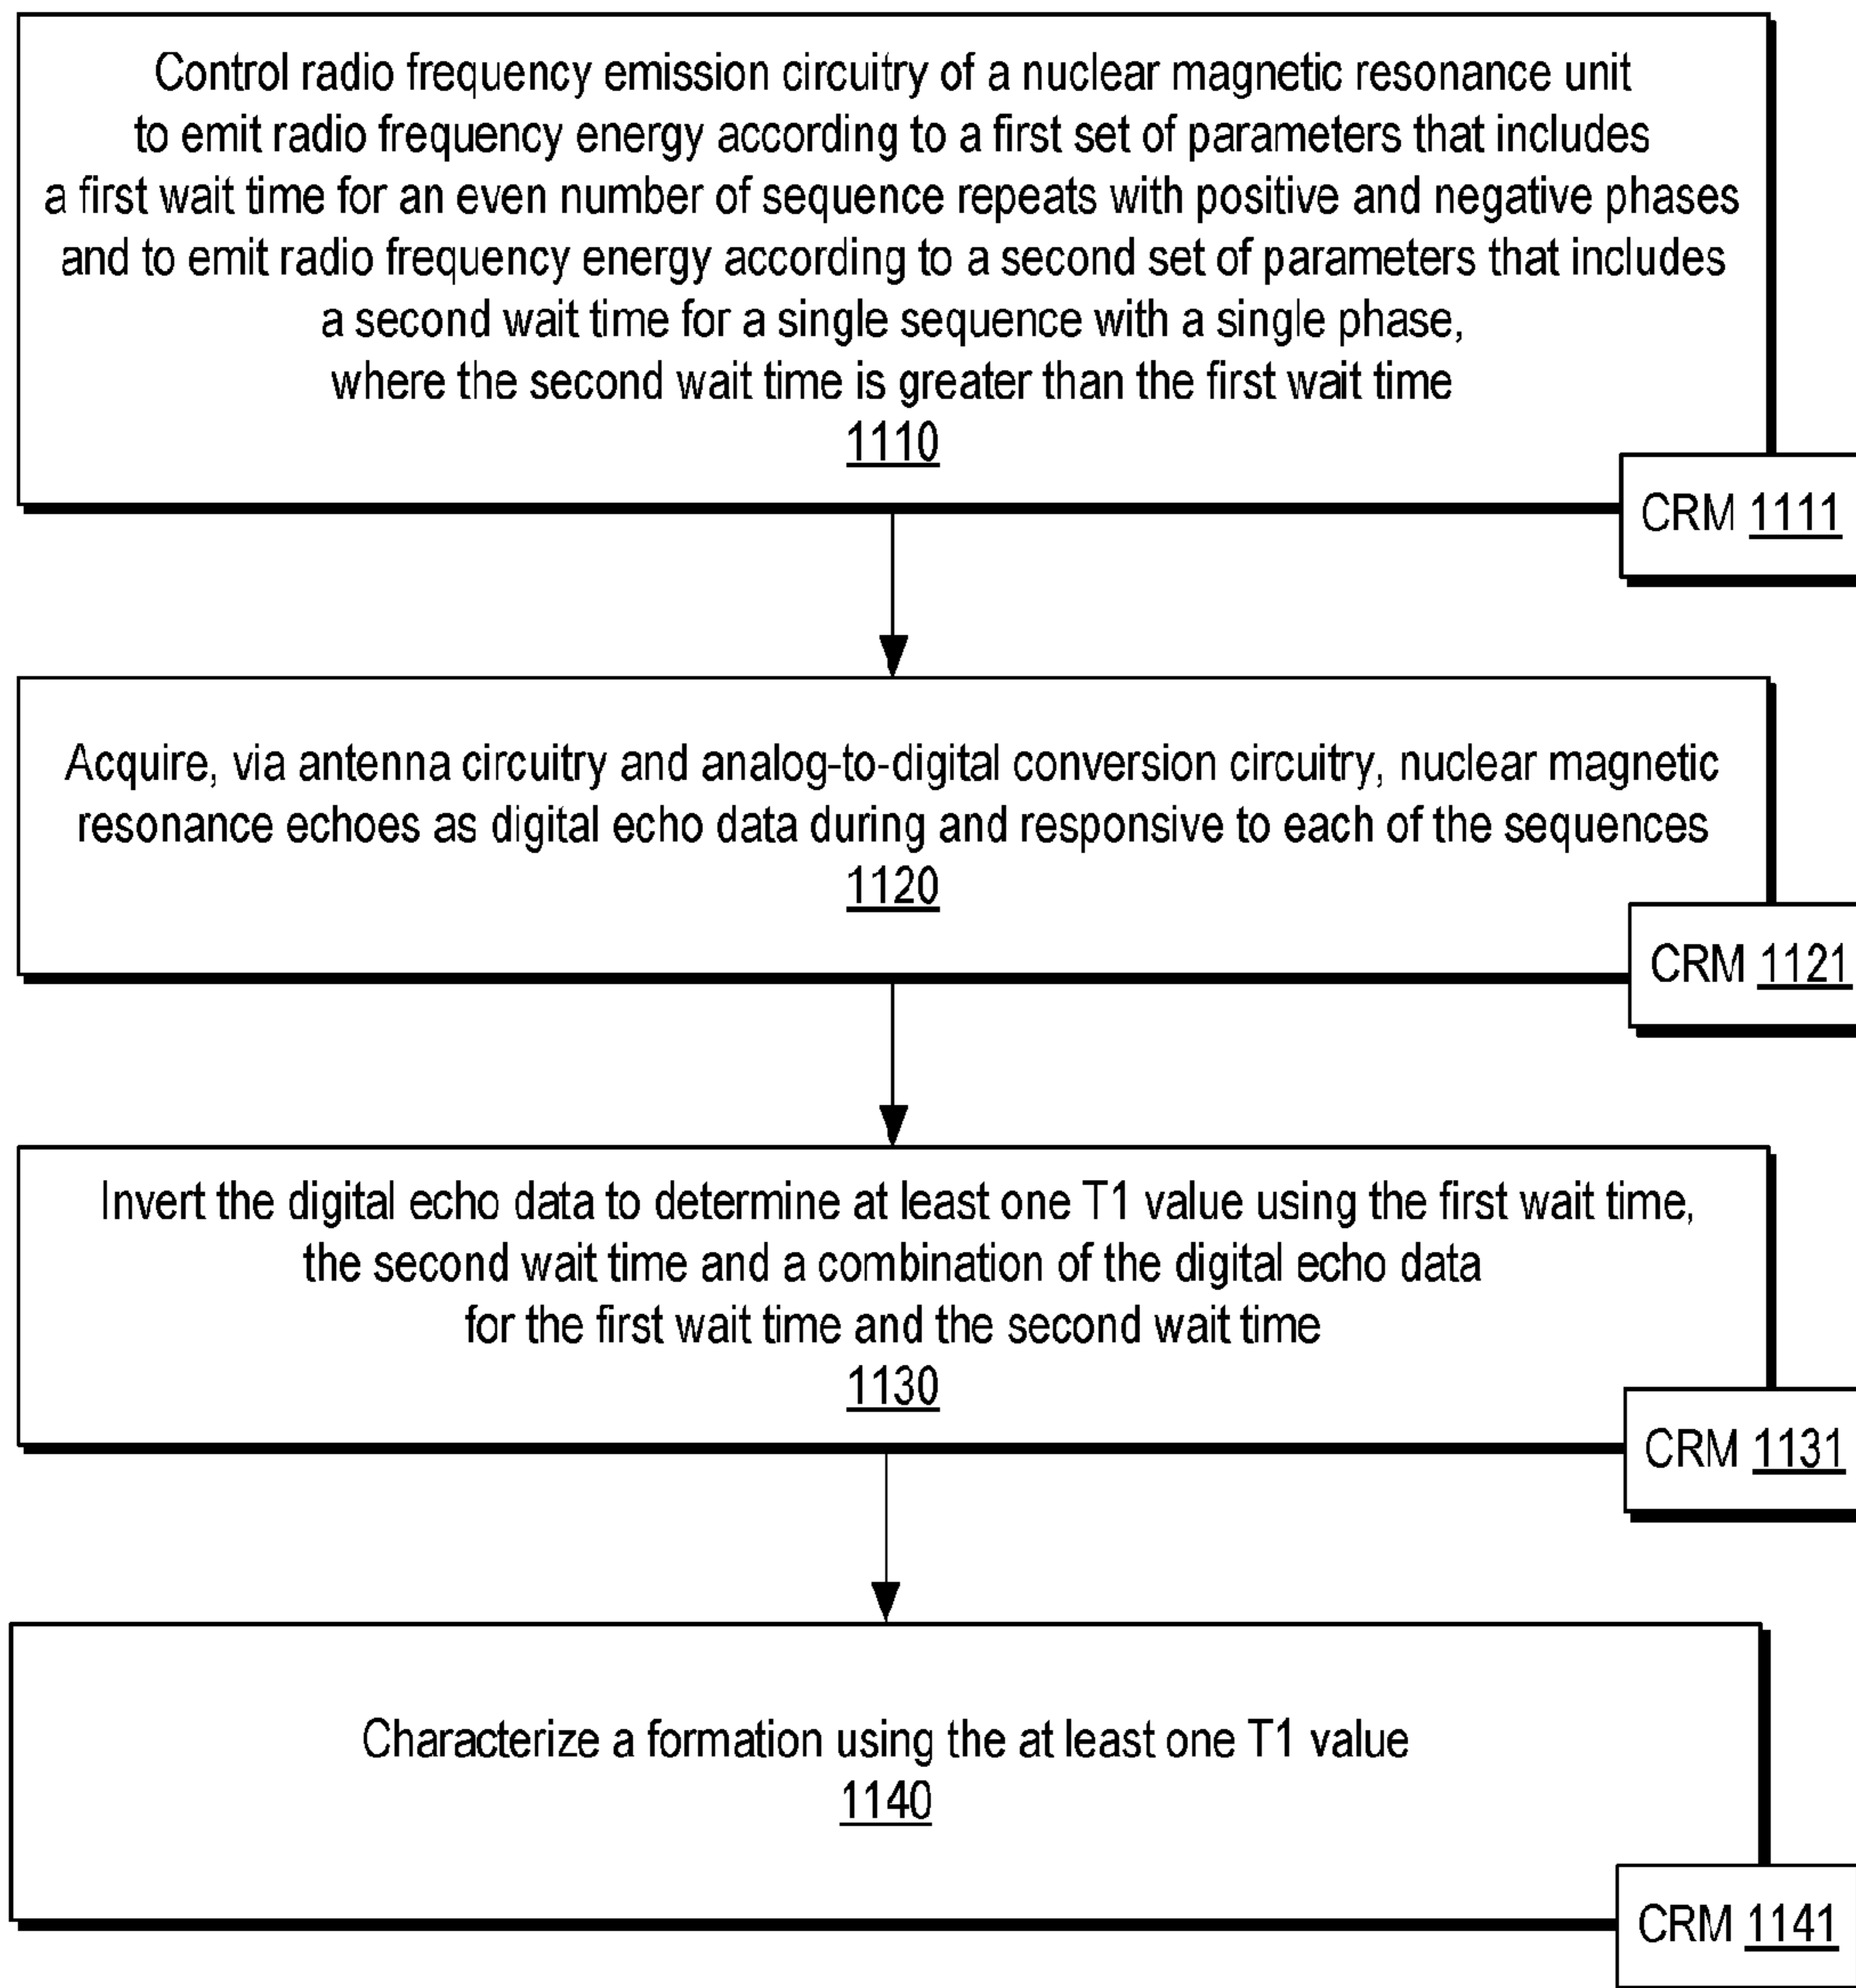 Control radio frequency emission circuitry of a nuclear magnetic resonance unit
to emit radio frequency energy according to a first set of parameters that includes
a first wait time for an even number of sequence repeats with positive and negative phases
and to emit radio frequency energy according to a second set of parameters that includes
a second wait time for a single sequence with a single phase,
where the second wait time is greater than the first wait time
1110
CRM 1111
Acquire, via antenna circuitry and analog-to-digital conversion circuitry, nuclear magnetic
resonance echoes as digital echo data during and responsive to each of the sequences
1120
CRM 1121
Invert the digital echo data to determine at least one T1 value using the first wait time,
the second wait time and a combination of the digital echo data
for the first wait time and the second wait time
1130
CRM 1131
Characterize a formation using the at least one T1 value
1140
CRM 1141